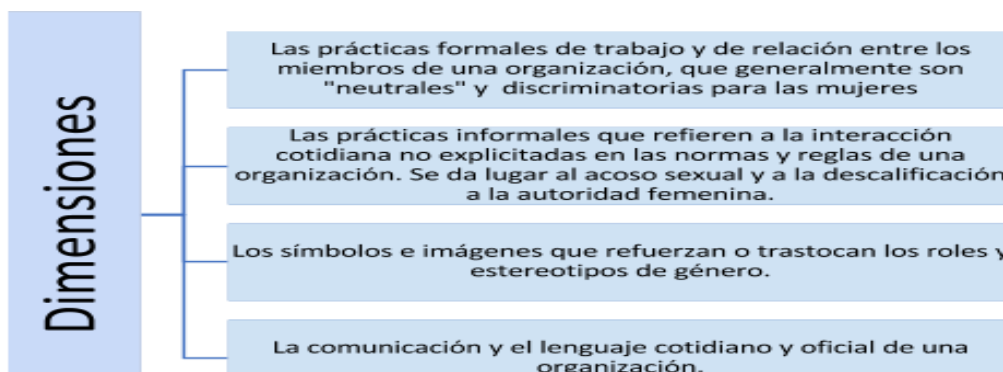 Dimensiones
Las prácticas formales de trabajo y de relación entre los
miembros de una organización, que generalmente son
"neutrales" y discriminatorias para las mujeres
Las prácticas informales que refieren a la interacción
cotidiana no explicitadas en las normas y reglas de una
organización. Se da lugar al acoso sexual y a la descalificación
a la autoridad femenina.
Los símbolos e imágenes que refuerzan o trastocan los roles y
estereotipos de género.
La comunicación y el lenguaje cotidiano y oficial de una
organización.